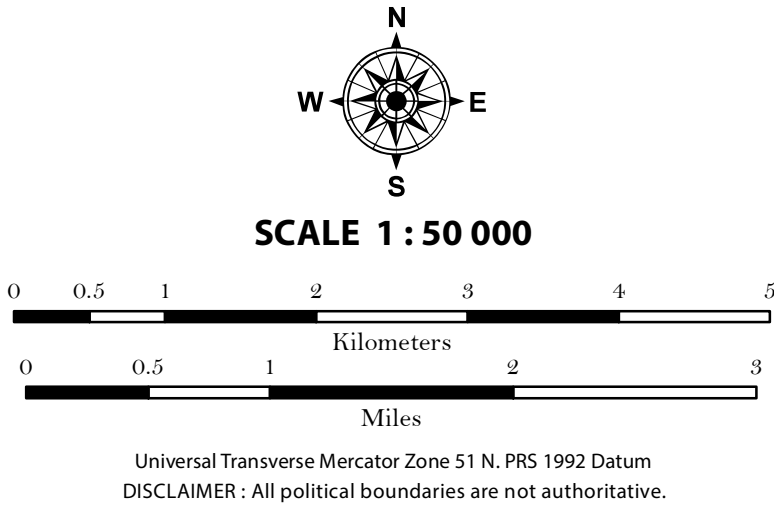 N
W E
S
SCALE 1 : 50 000
0 0.5 1 2 3 4 5
Kilometers
0 0.5 1 2 3
Miles
Universal Transverse Mercator Zone 51 N. PRS 1992 Datum
DISCLAIMER : All political boundaries are not authoritative.